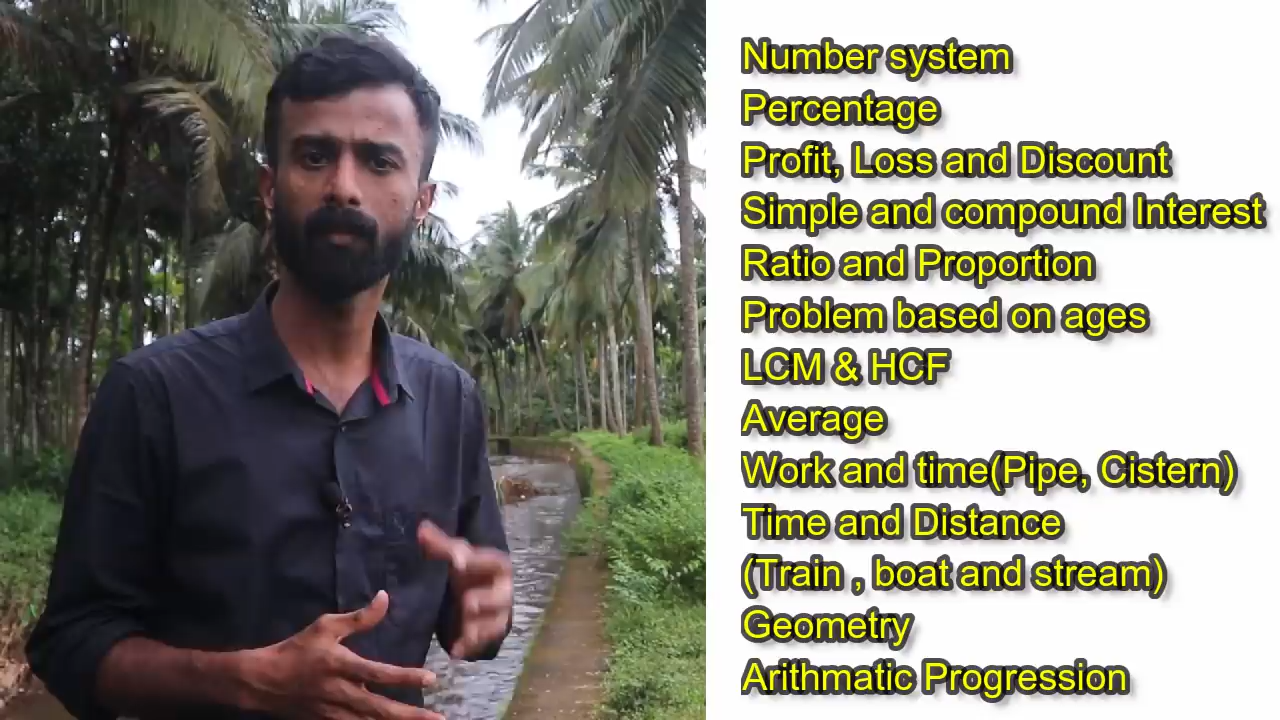 Number system
Percentage
Profit, Loss and Discount
Simple and compound Interest
Ratio and Proportion
Problem based on ages
LCM & HCF
Average
Work and time(Pipe, Cistern)
Time and Distance
(Train , boat and stream)
Geometry
Arithmatic Progression